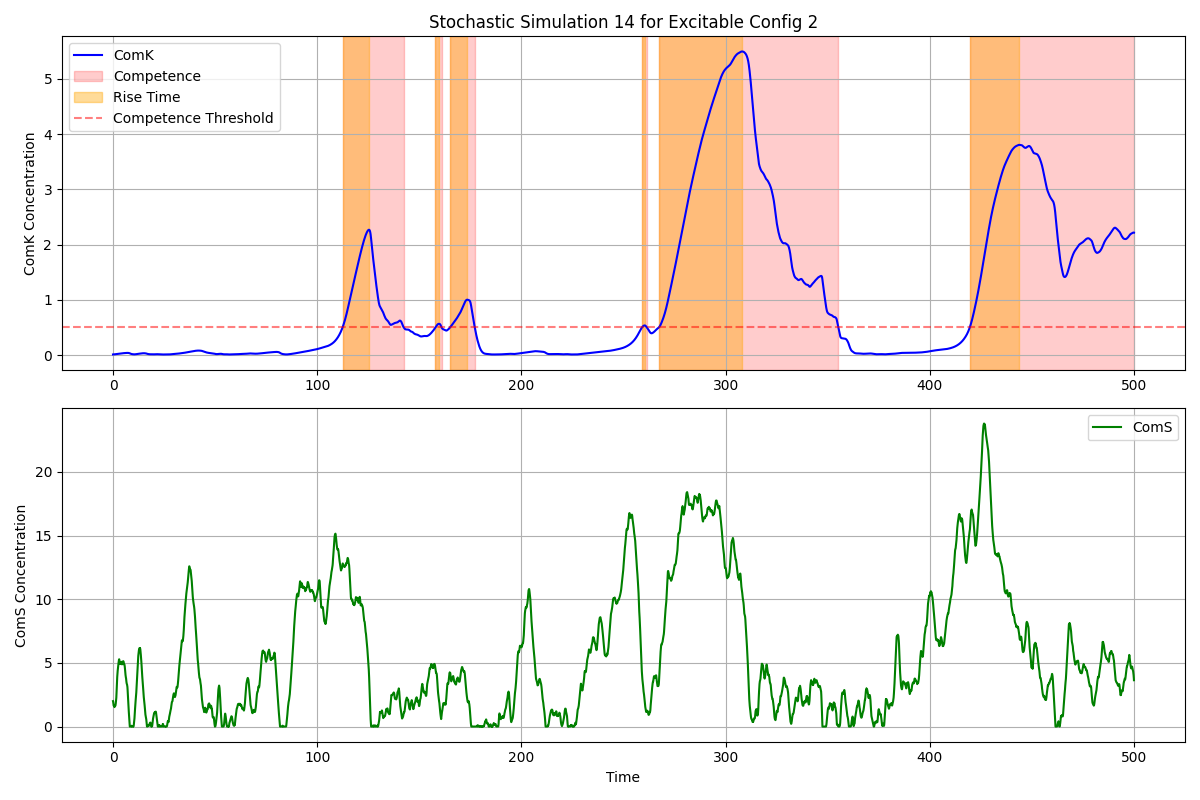 Stochastic Simulation 14 for Excitable Config 2
ComK Concentration
5
4
3
2
1
0
ComK
Competence
Rise Time
Competence Threshold
0 100 200 300 400 500
ComS Concentration
20
15
10
5
0
ComS
0 100 200 300 400 500
Time